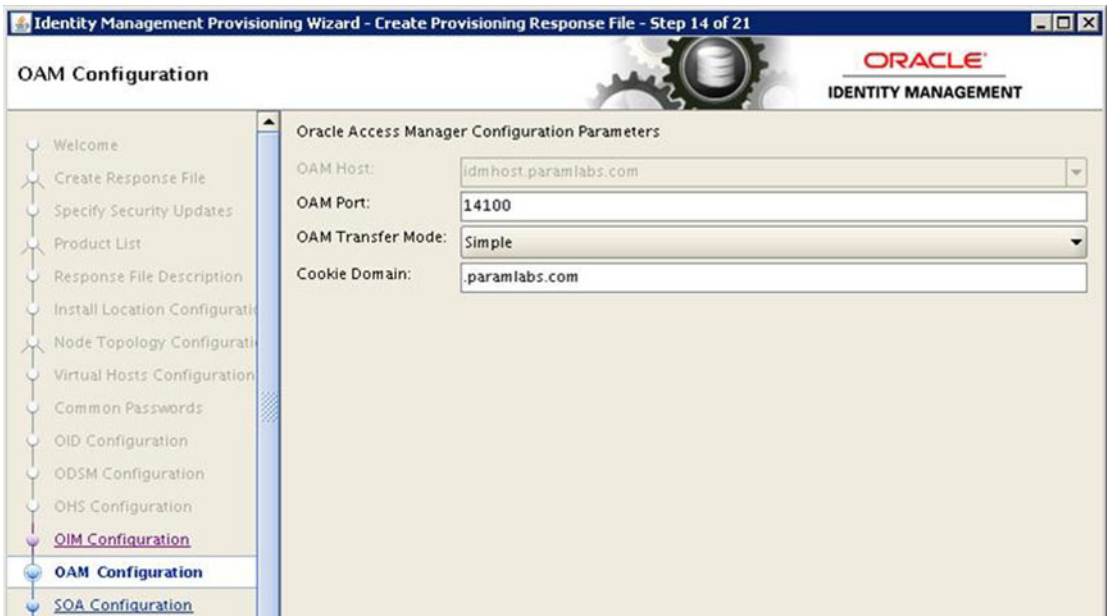 Identity Management Provisioning Wizard - Create Provisioning Response File - Step 14 of 21
OAM Configuration
ORACLE
IDENTITY MANAGEMENT
Welcome
Create Response File
Specify Security Updates
Product List
Response File Description
Install Location Configuratio
Node Topology Configurati
Virtual Hosts Configuration
Common Passwords
OID Configuration
ODSM Configuration
OHS Configuration
OIM Configuration
OAM Configuration
SOA Configuration
Oracle Access Manager Configuration Parameters
OAM Host: idmhost.paramlabs.com
OAM Port: 14100
OAM Transfer Mode: Simple
Cookie Domain: .paramlabs.com